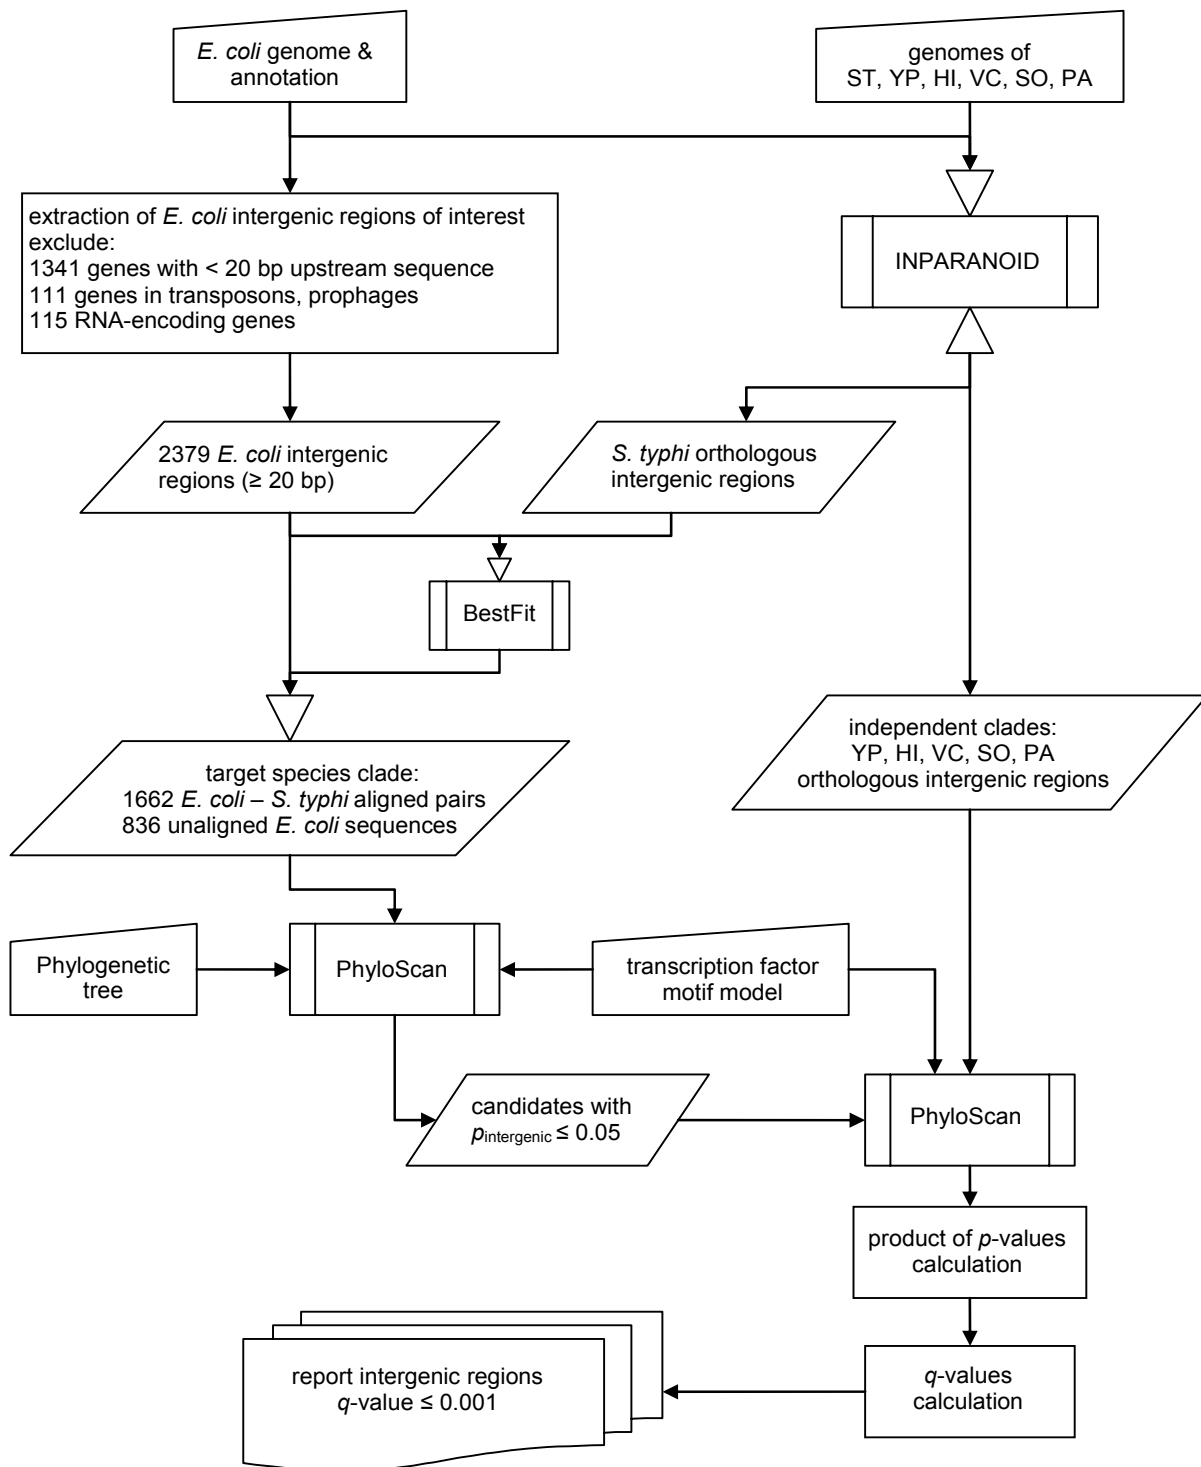 E. coli genome &
annotation
genomes of
ST, YP, HI, VC, SO, PA
extraction of E. coli intergenic regions of interest
exclude:
1341 genes with < 20 bp upstream sequence
111 genes in transposons, prophages
115 RNA-encoding genes
INPARANOID
2379 E. coli intergenic
regions (≥ 20 bp)
S. typhi orthologous
intergenic regions
BestFit
target species clade:
1662 E. coli – S. typhi aligned pairs
836 unaligned E. coli sequences
independent clades:
YP, HI, VC, SO, PA
orthologous intergenic regions
Phylogenetic
tree
PhyloScan
transcription factor
motif model
candidates with
pintergenic ≤ 0.05
PhyloScan
product of p-values
calculation
report intergenic regions
q-value ≤ 0.001
q-values
calculation